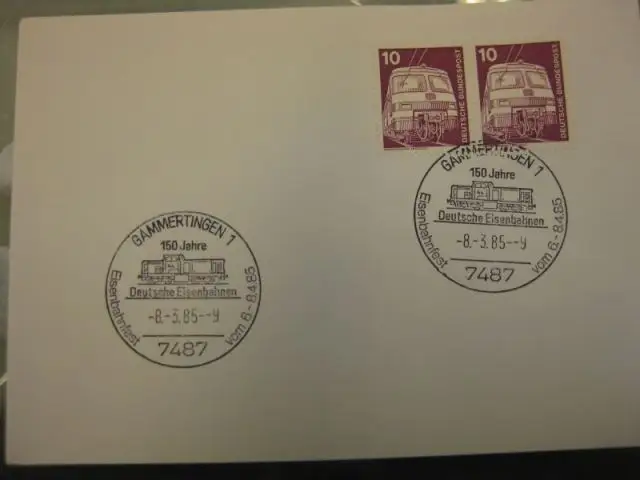 10
DEUTSCHE BUNDESPOST
10
DEUTSCHE BUNDESPOST
GAMMERTINGEN 1
150 Jahre
Deutsche Eisenbahnen
-8.-3.85--9
7487
Eisenbahnfest vom 6.-8.4.85
GAMMERTINGEN 1
150 Jahre
Deutsche Eisenbahnen
-8.-3.85--9
7487
Eisenbahnfest vom 6.-8.4.85